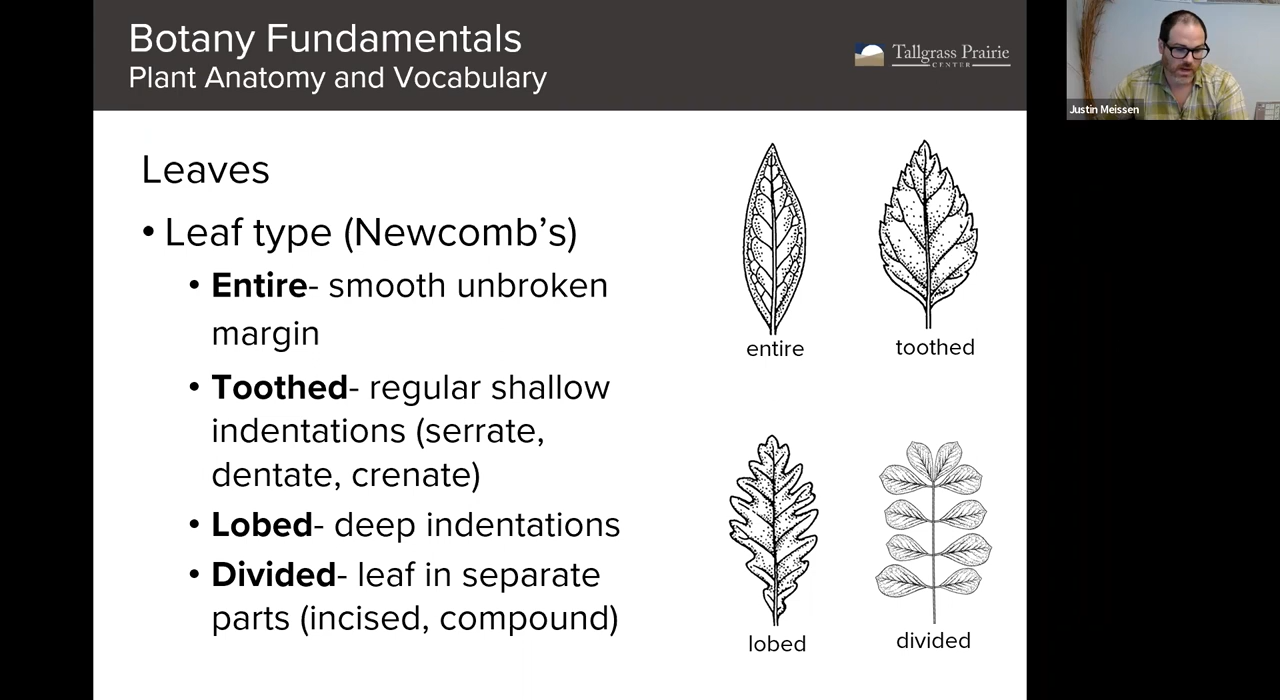 Botany Fundamentals
Plant Anatomy and Vocabulary
Tallgrass Prairie
CENTER
Justin Meissen
Leaves
• Leaf type (Newcomb’s)
• Entire- smooth unbroken
margin
• Toothed- regular shallow
indentations (serrate,
dentate, crenate)
• Lobed- deep indentations
• Divided- leaf in separate
parts (incised, compound)
entire
toothed
lobed
divided